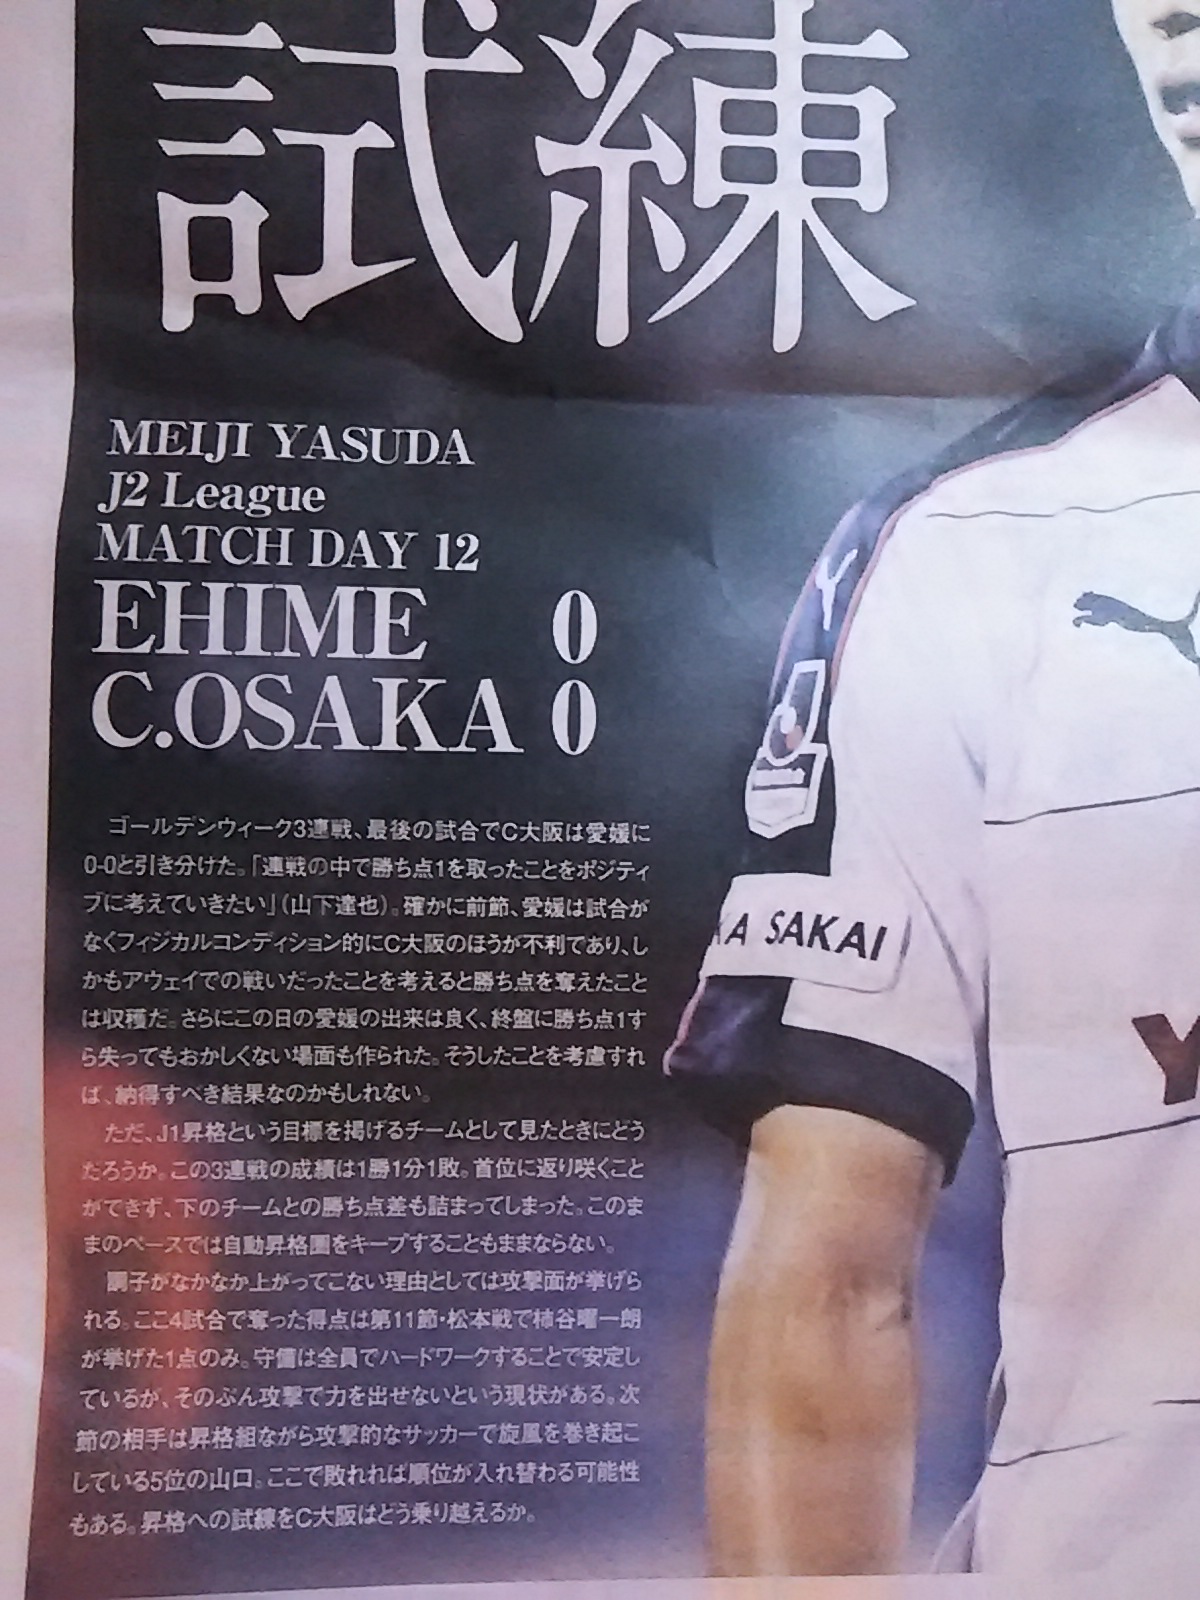 試練
MEIJI YASUDA
J2 League
MATCH DAY 12
EHIME 0
C.OSAKA 0
ゴールデンウィーク3連戦、最後の試合でC大阪は愛媛に
0-0と引き分けた。「連戦の中で勝ち点1を取ったことをポジティ
ブに考えていきたい」（山下達也）。確かに前節、愛媛は試合が
なくフィジカルコンディション的にC大阪のほうが不利であり、し
かもアウェイでの戦いだったことを考えると勝ち点を奪えたこと
は収穫だ。さらにこの日の愛媛の出来は良く、終盤に勝ち点1す
ら失ってもおかしくない場面も作られた。そうしたことを考慮すれ
ば、納得すべき結果なのかもしれない。
ただ、J1昇格という目標を掲げるチームとして見たときにどう
だろうか。この3連戦の成績は1勝1分1敗。首位に返り咲くこと
ができず、下のチームとの勝ち点差も詰まってしまった。このま
まのペースでは自動昇格圏をキープすることもままならない。
調子がなかなか上がってこない理由としては攻撃面が挙げら
れる。ここ4試合で奪った得点は第11節・松本戦で柿谷曜一朗
が挙げた1点のみ。守備は全員でハードワークすることで安定し
ているが、そのぶん攻撃で力を出せないという現状がある。次
節の相手は昇格組ながら攻撃的なサッカーで旋風を巻き起こ
している5位の山口。ここで敗れれば順位が入れ替わる可能性
もある。昇格への試練をC大阪はどう乗り越えるか。
KA SAKAI
Y